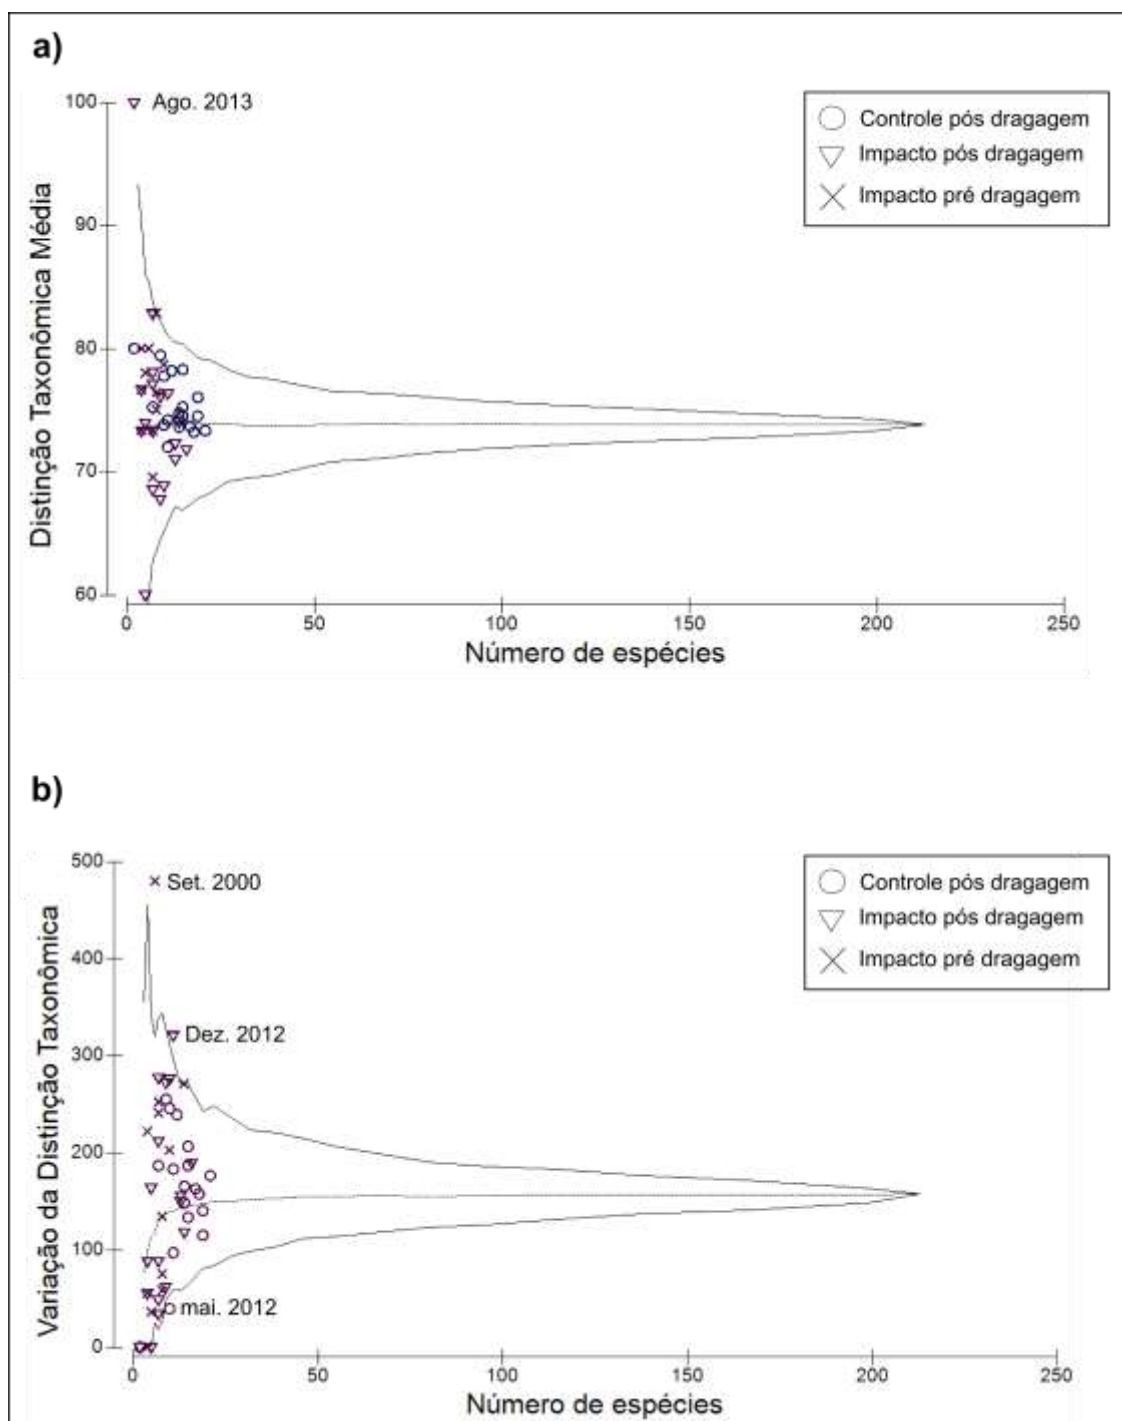 a)
100
Ago. 2013
Controle pós dragagem
Impacto pós dragagem
Impacto pré dragagem
90
80
70
60
Distinção Taxonômica Média
0 50 100 150 200 250
Número de espécies
b)
500
Set. 2000
Controle pós dragagem
Impacto pós dragagem
Impacto pré dragagem
400
Dez. 2012
300
200
100
mai. 2012
0
Variação da Distinção Taxonômica
0 50 100 150 200 250
Número de espécies